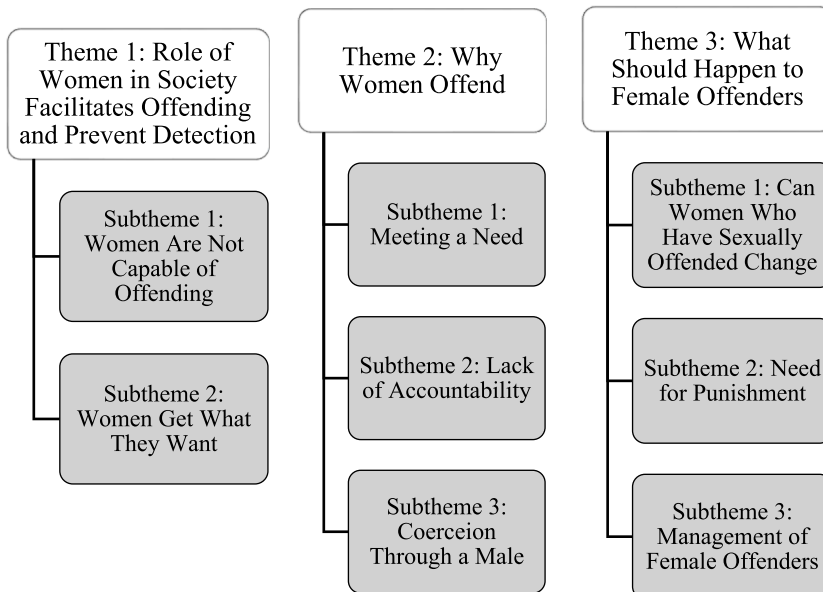 Theme 1: Role of
Women in Society
Facilitates Offending
and Prevent Detection
Subtheme 1:
Women Are Not
Capable of
Offending
Subtheme 2:
Women Get What
They Want
Theme 2: Why
Women Offend
Subtheme 1:
Meeting a Need
Subtheme 2: Lack
of Accountability
Subtheme 3:
Coerceion
Through a Male
Theme 3: What
Should Happen to
Female Offenders
Subtheme 1: Can
Women Who
Have Sexually
Offended Change
Subtheme 2: Need
for Punishment
Subtheme 3:
Management of
Female Offenders